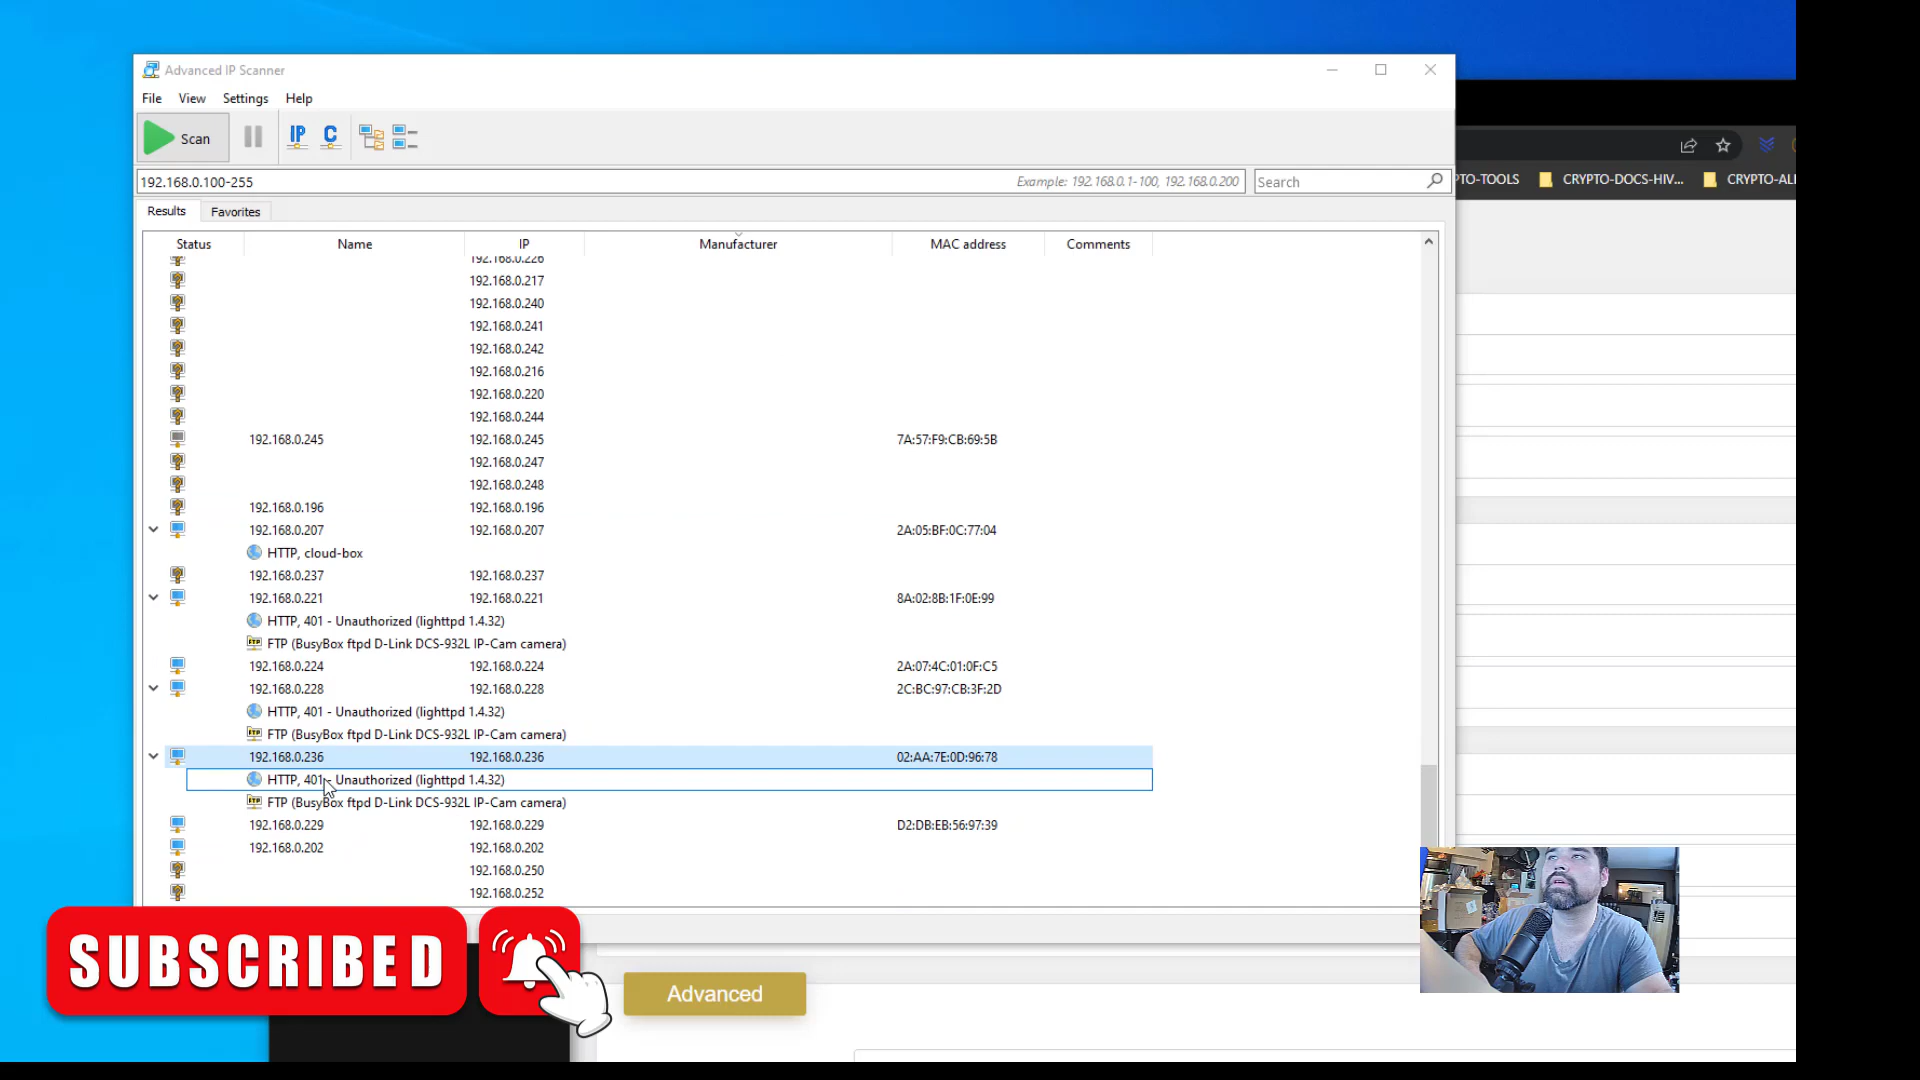 Advanced IP Scanner
File View Settings Help
Scan IP C
192.168.0.100-255 Example: 192.168.0.1-100, 192.168.0.200 Search
PTO-TOOLS CRYPTO-DOCS-HIV... CRYPTO-ALI
Results Favorites
Status Name IP Manufacturer MAC address Comments
192.168.0.226
192.168.0.217
192.168.0.240
192.168.0.241
192.168.0.242
192.168.0.216
192.168.0.220
192.168.0.244
192.168.0.245 192.168.0.245 7A:57:F9:CB:69:5B
192.168.0.247
192.168.0.248
192.168.0.196 192.168.0.196
192.168.0.207 192.168.0.207 2A:05:BF:0C:77:04
HTTP, cloud-box
192.168.0.237 192.168.0.237
192.168.0.221 192.168.0.221 8A:02:8B:1F:0E:99
HTTP, 401 - Unauthorized (lighttpd 1.4.32)
FTP (BusyBox ftpd D-Link DCS-932L IP-Cam camera)
192.168.0.224 192.168.0.224 2A:07:4C:01:0F:C5
192.168.0.228 192.168.0.228 2C:BC:97:CB:3F:2D
HTTP, 401 - Unauthorized (lighttpd 1.4.32)
FTP (BusyBox ftpd D-Link DCS-932L IP-Cam camera)
192.168.0.236 192.168.0.236 02:AA:7E:0D:96:78
HTTP, 401 - Unauthorized (lighttpd 1.4.32)
FTP (BusyBox ftpd D-Link DCS-932L IP-Cam camera)
192.168.0.229 192.168.0.229 D2:DB:EB:56:97:39
192.168.0.202 192.168.0.202
192.168.0.250
192.168.0.252
SUBSCRIBED
Advanced